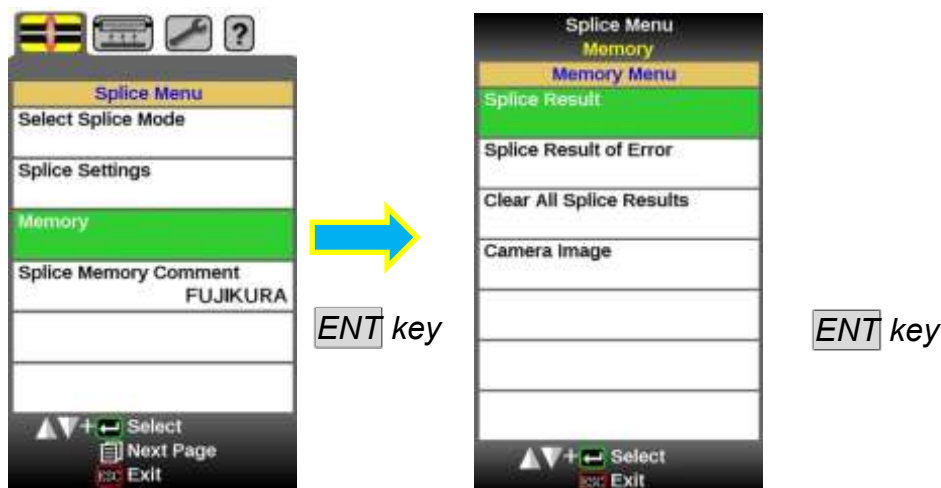 ?
Splice Menu
Select Splice Mode
Splice Settings
Memory
Splice Memory Comment
FUJIKURA
+ Select
Next Page
ESC Exit
ENT key
Splice Menu
Memory
Memory Menu
Splice Result
Splice Result of Error
Clear All Splice Results
Camera Image
+ Select
ESC Exit
ENT key